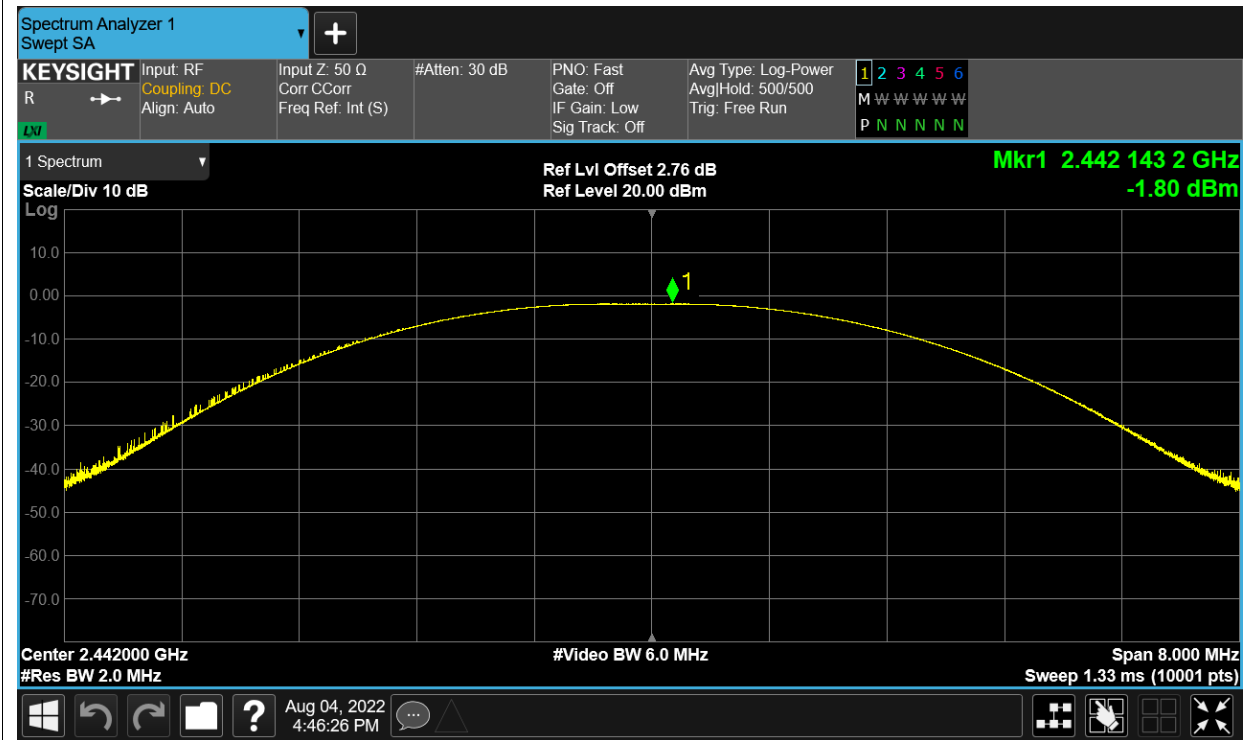 Spectrum Analyzer 1
Swept SA
+
KEYSIGHT
R
LXI
Input: RF
Coupling: DC
Align: Auto
Input Z: 50 Ω
Corr CCorr
Freq Ref: Int (S)
#Atten: 30 dB
PNO: Fast
Gate: Off
IF Gain: Low
Sig Track: Off
Avg Type: Log-Power
Avg|Hold: 500/500
Trig: Free Run
1 2 3 4 5 6
M W W W W W
P N N N N N
1 Spectrum
Scale/Div 10 dB
Log
Ref Lvl Offset 2.76 dB
Ref Level 20.00 dBm
Mkr1 2.442 143 2 GHz
-1.80 dBm
10.0
0.00
-10.0
-20.0
-30.0
-40.0
-50.0
-60.0
-70.0
1
Center 2.442000 GHz
#Res BW 2.0 MHz
#Video BW 6.0 MHz
Span 8.000 MHz
Sweep 1.33 ms (10001 pts)
?
Aug 04, 2022
4:46:26 PM